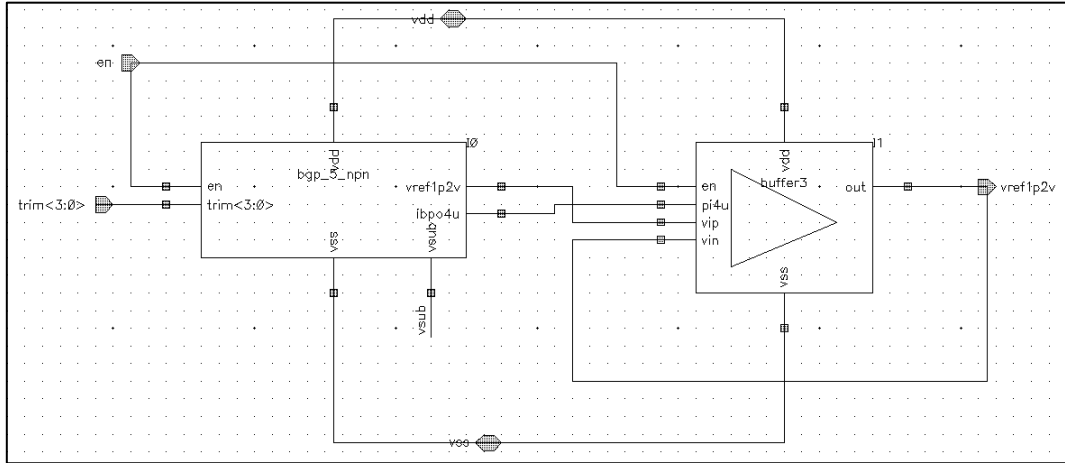 vdd
en
I0
I1
vdd
bgp_5_npn
vdd
buffer3
en
vref1p2v
en
out
vref1p2v
trim<3:0>
trim<3:0>
ibpo4u
pi4u
vip
vin
vss
vsub
vss
vsub
vss